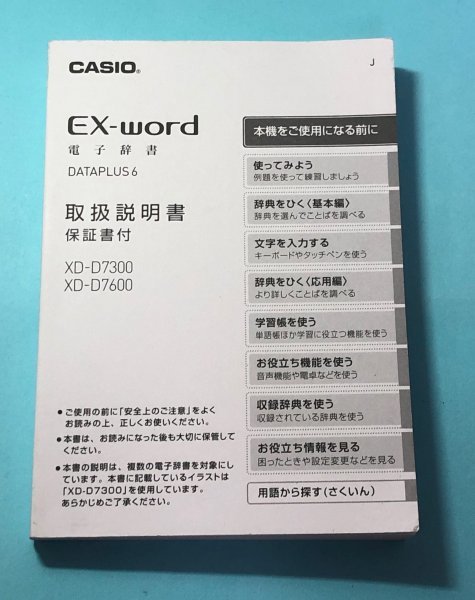 CASIO®
J
EX-word
電子辞書
DATAPLUS 6
取扱説明書
保証書付
XD-D7300
XD-D7600
●ご使用の前に「安全上のご注意」をよく
お読みの上、正しくお使いください。
●本書は、お読みになった後も大切に保管して
ください。
●本書の説明は、複数の電子辞書を対象にし
ています。本書に記載しているイラストは
「XD-D7300」を使用しています。
あらかじめご了承ください。
本機をご使用になる前に
使ってみよう
例題を使って練習しましょう
辞典をひく〈基本編〉
辞典を選んでことばを調べる
文字を入力する
キーボードやタッチペンを使う
辞典をひく〈応用編〉
より詳しくことばを調べる
学習帳を使う
単語帳ほか学習に役立つ機能を使う
お役立ち機能を使う
音声機能や電卓などを使う
収録辞典を使う
収録されている辞典を使う
お役立ち情報を見る
困ったときや設定変更などを見る
用語から探す(さくいん)